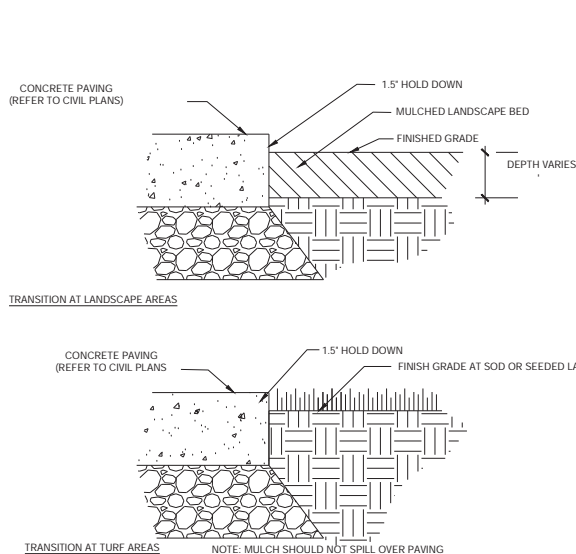 CONCRETE PAVING
(REFER TO CIVIL PLANS)
1.5" HOLD DOWN
MULCHED LANDSCAPE BED
FINISHED GRADE
DEPTH VARIES
TRANSITION AT LANDSCAPE AREAS
CONCRETE PAVING
(REFER TO CIVIL PLANS
1.5" HOLD DOWN
FINISH GRADE AT SOD OR SEEDED LA
TRANSITION AT TURF AREAS
NOTE: MULCH SHOULD NOT SPILL OVER PAVING